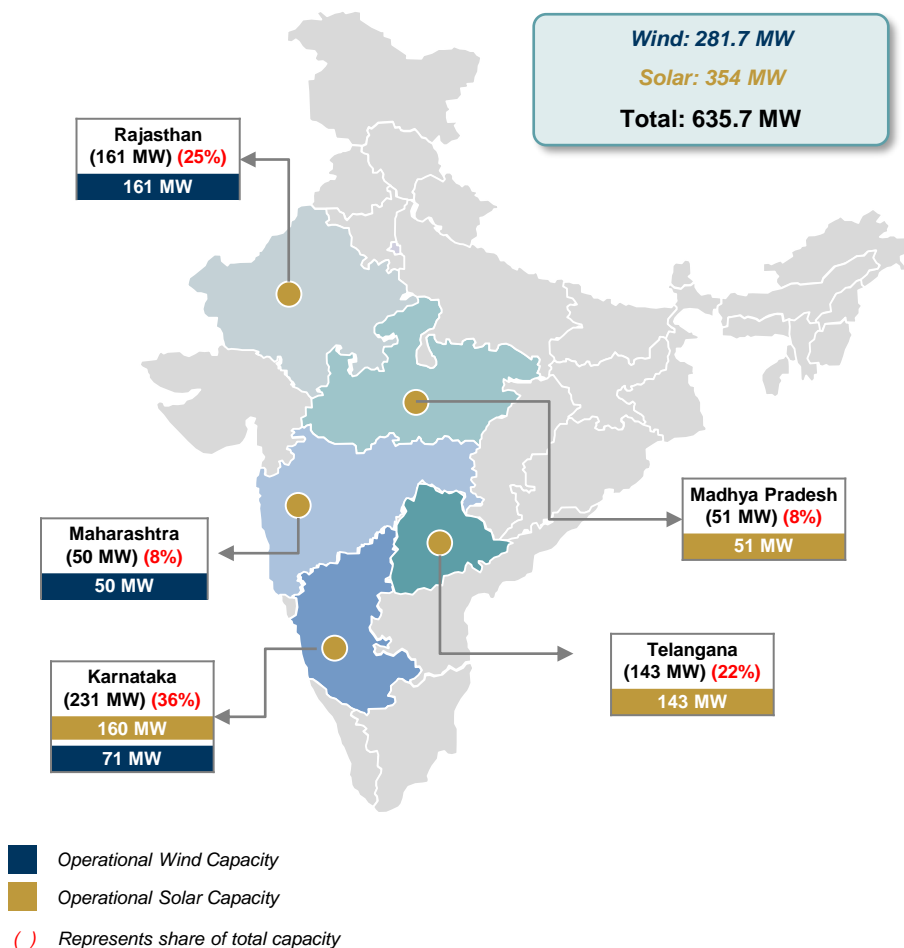 Wind: 281.7 MW
Solar: 354 MW
Total: 635.7 MW
Rajasthan
(161 MW) (25%)
161 MW
Madhya Pradesh
(51 MW) (8%)
51 MW
Maharashtra
(50 MW) (8%)
50 MW
Telangana
(143 MW) (22%)
143 MW
Karnataka
(231 MW) (36%)
160 MW
71 MW
Operational Wind Capacity
Operational Solar Capacity
( ) Represents share of total capacity